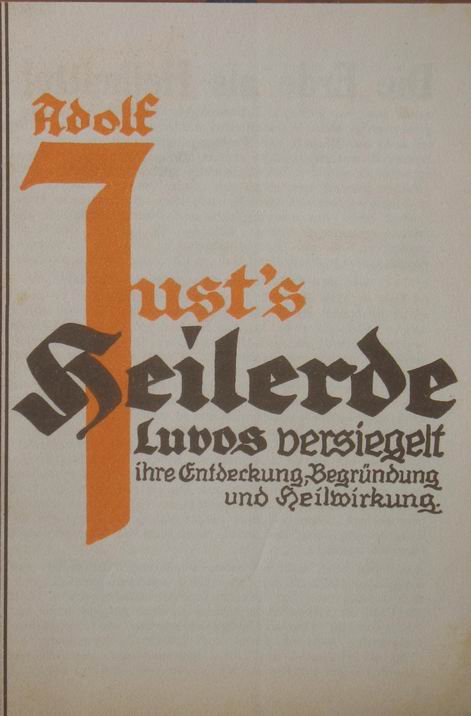 Adolf
Just's
Heilerde
Luvos versiegelt
ihre Entdeckung, Begründung
und Heilwirkung.